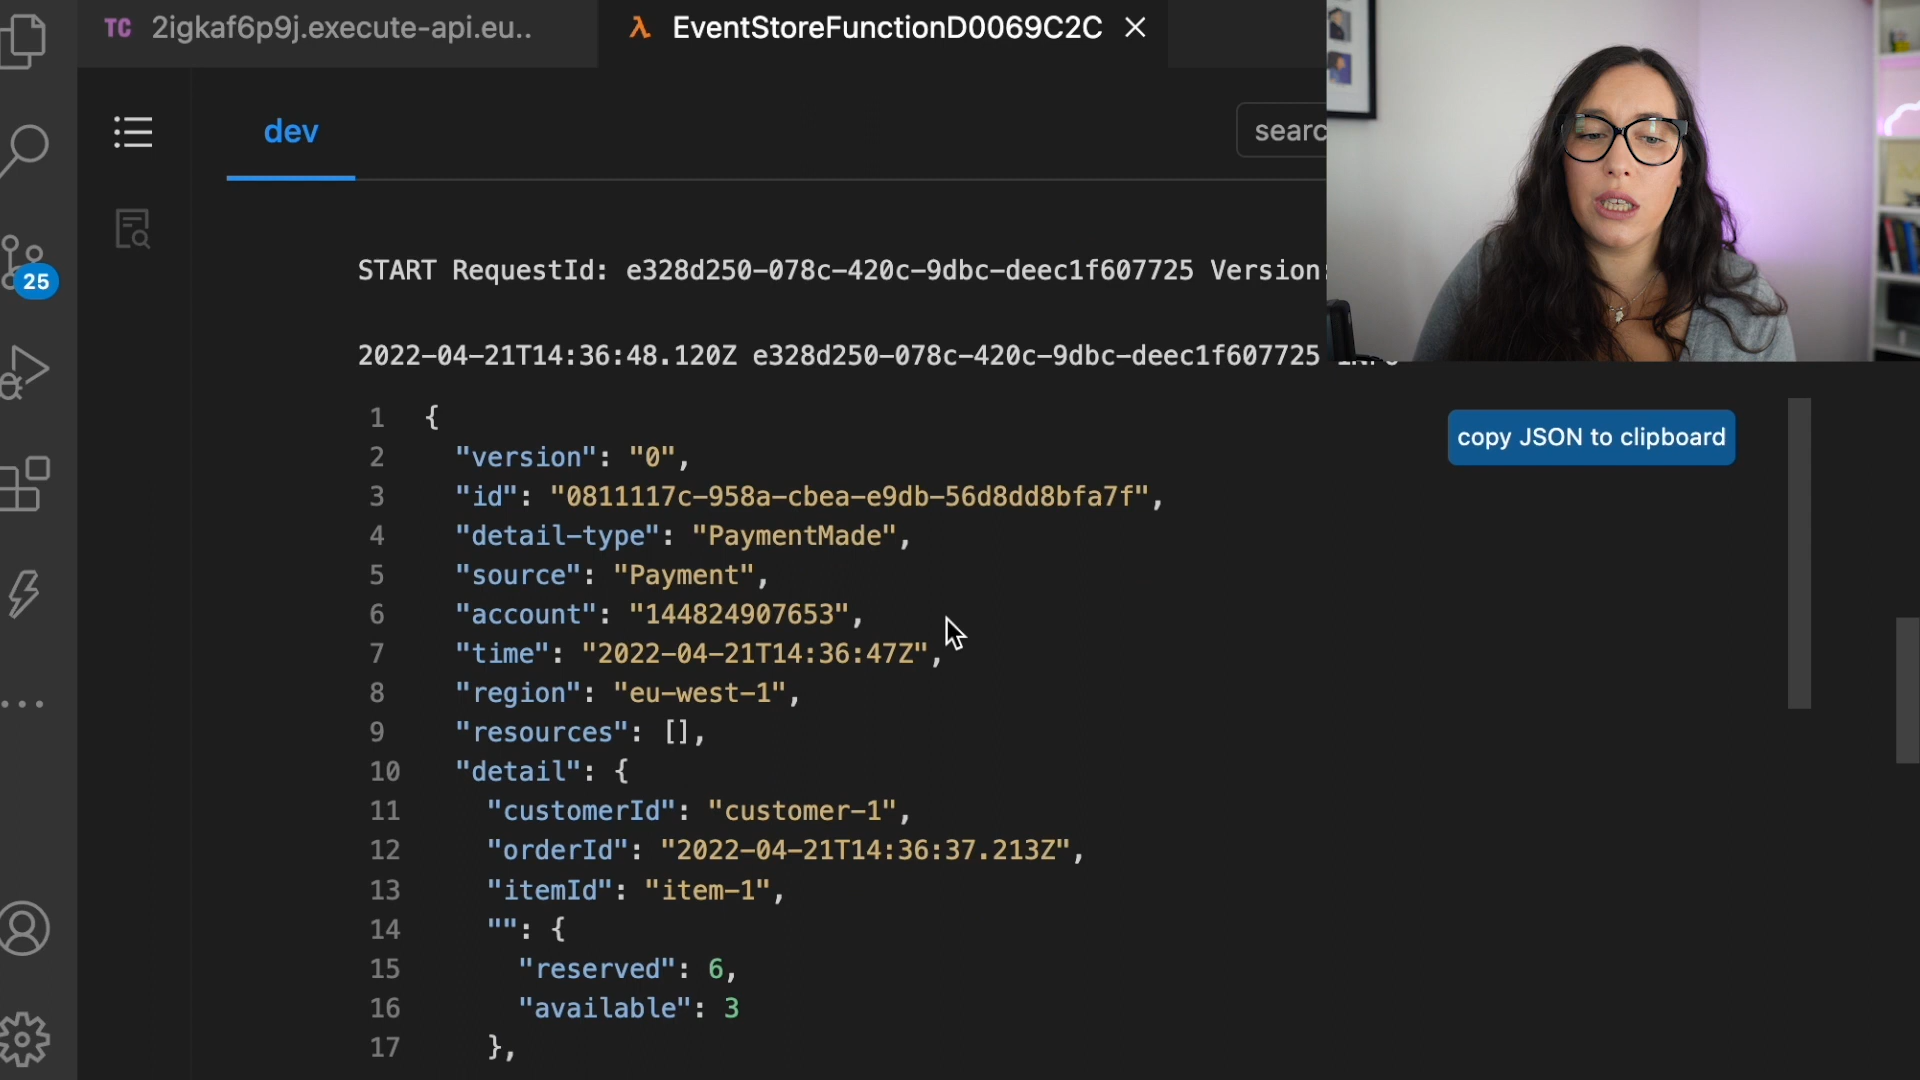 TC 2igkaf6p9j.execute-api.eu..
EventStoreFunctionD0069C2C
dev
searc
25
START RequestId: e328d250-078c-420c-9dbc-deec1f607725 Version:
2022-04-21T14:36:48.120Z e328d250-078c-420c-9dbc-deec1f607725 INFO
copy JSON to clipboard
1 {
2 "version": "0",
3 "id": "0811117c-958a-cbea-e9db-56d8dd8bfa7f",
4 "detail-type": "PaymentMade",
5 "source": "Payment",
6 "account": "144824907653",
7 "time": "2022-04-21T14:36:47Z",
8 "region": "eu-west-1",
9 "resources": [],
10 "detail": {
11 "customerId": "customer-1",
12 "orderId": "2022-04-21T14:36:37.213Z",
13 "itemId": "item-1",
14 "": {
15 "reserved": 6,
16 "available": 3
17 },